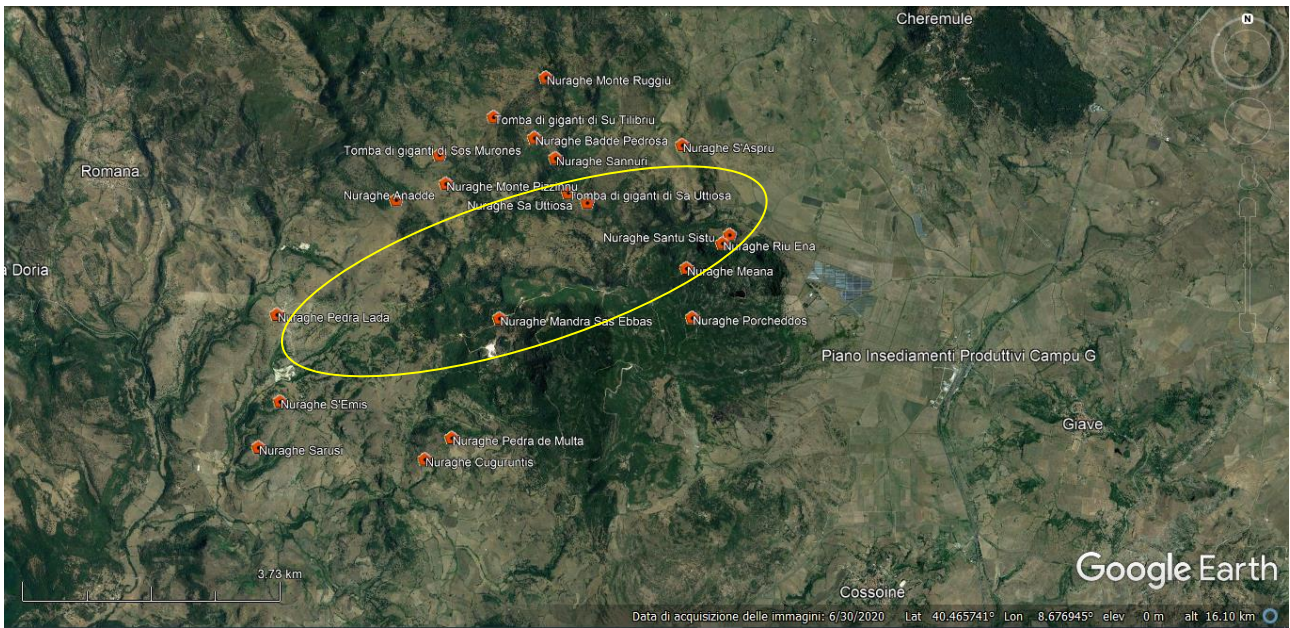 Cheremule
N
Nuraghe Monte Ruggiu
Tomba di giganti di Su Tilibriu
Nuraghe Badde Pedrosa
Nuraghe S'Aspru
Tomba di giganti di Sos Murones
Nuraghe Sannuri
Romana
Nuraghe Monte Pizzinnu
Nuraghe Anadde
Tomba di giganti di Sa Uttiosa
Nuraghe Sa Uttiosa
Nuraghe Santu Sistu
Nuraghe Riu Ena
a Doria
Nuraghe Meana
Nuraghe Pedra Lada
Nuraghe Mandra Sas Ebbas
Nuraghe Porcheddos
Piano Insediamenti Produttivi Campu G
Nuraghe S'Emis
Giave
Nuraghe Pedra de Multa
Nuraghe Sarusi
Nuraghe Cuguruntis
3.73 km
Google Earth
Cossoine
Data di acquisizione delle immagini: 6/30/2020 Lat 40.465741° Lon 8.676945° elev 0 m alt 16.10 km